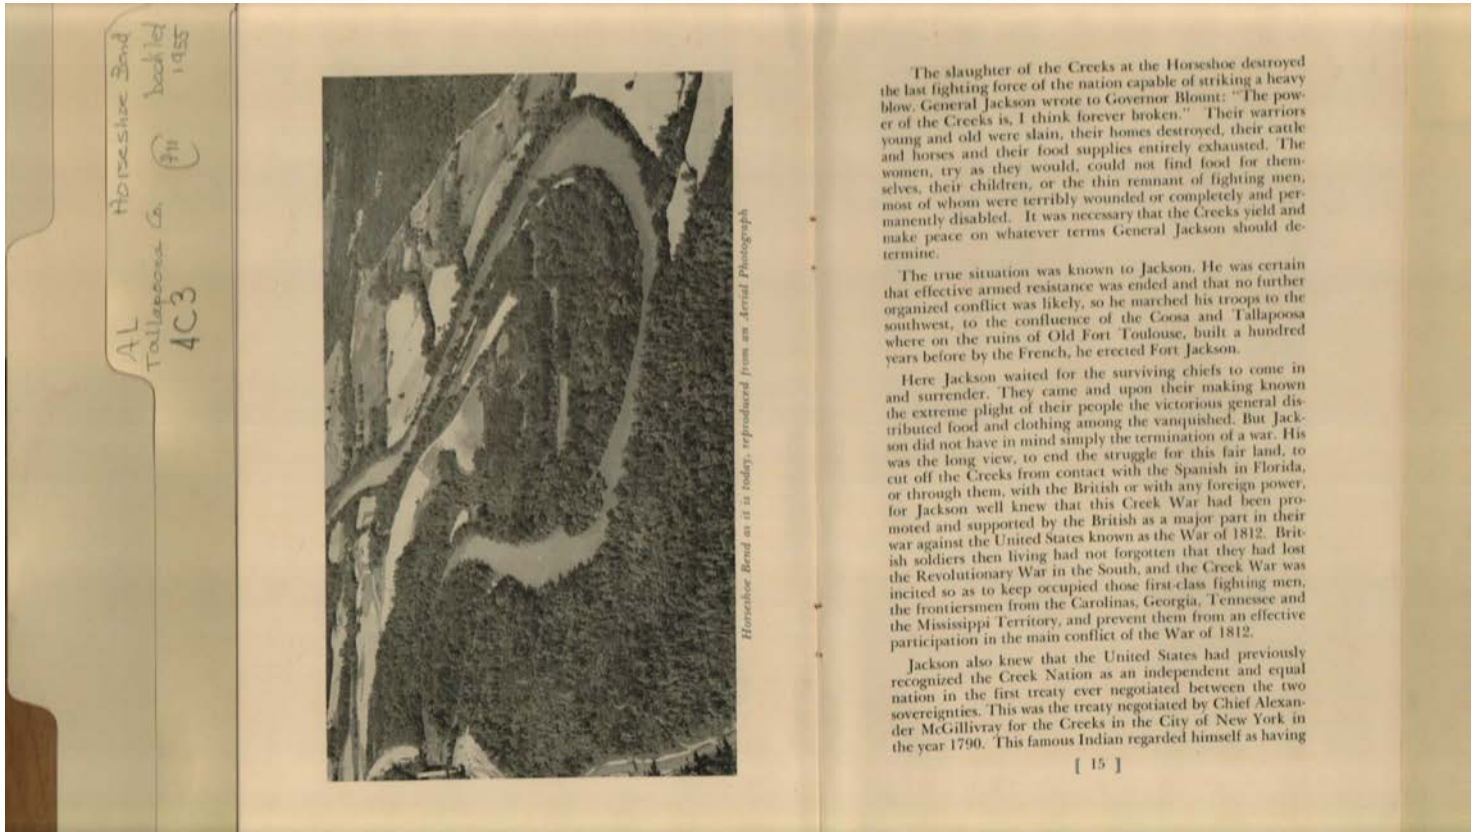 AL Horseshoe Bend
Tallapoosa Co. booklet
4C3 1955
Horseshoe Bend as it is today, reproduced from an Aerial Photograph
The slaughter of the Creeks at the Horseshoe destroyed
the last fighting force of the nation capable of striking a heavy
blow. General Jackson wrote to Governor Blount: "The pow-
er of the Creeks is, I think forever broken." Their warriors
young and old were slain, their homes destroyed, their cattle
and horses and their food supplies entirely exhausted. The
women, try as they would, could not find food for them-
selves, their children, or the thin remnant of fighting men,
most of whom were terribly wounded or completely and per-
manently disabled. It was necessary that the Creeks yield and
make peace on whatever terms General Jackson should de-
termine.
The true situation was known to Jackson. He was certain
that effective armed resistance was ended and that no further
organized conflict was likely, so he marched his troops to the
southwest, to the confluence of the Coosa and Tallapoosa
where on the ruins of Old Fort Toulouse, built a hundred
years before by the French, he erected Fort Jackson.
Here Jackson waited for the surviving chiefs to come in
and surrender. They came and upon their making known
the extreme plight of their people the victorious general dis-
tributed food and clothing among the vanquished. But Jack-
son did not have in mind simply the termination of a war. His
was the long view, to end the struggle for this fair land, to
cut off the Creeks from contact with the Spanish in Florida,
or through them, with the British or with any foreign power,
for Jackson well knew that this Creek War had been pro-
moted and supported by the British as a major part in their
war against the United States known as the War of 1812. Brit-
ish soldiers then living had not forgotten that they had lost
the Revolutionary War in the South, and the Creek War was
incited so as to keep occupied those first-class fighting men,
the frontiersmen from the Carolinas, Georgia, Tennessee and
the Mississippi Territory, and prevent them from an effective
participation in the main conflict of the War of 1812.
Jackson also knew that the United States had previously
recognized the Creek Nation as an independent and equal
nation in the first treaty ever negotiated between the two
sovereignties. This was the treaty negotiated by Chief Alexan-
der McGillivray for the Creeks in the City of New York in
the year 1790. This famous Indian regarded himself as having
[ 15 ]